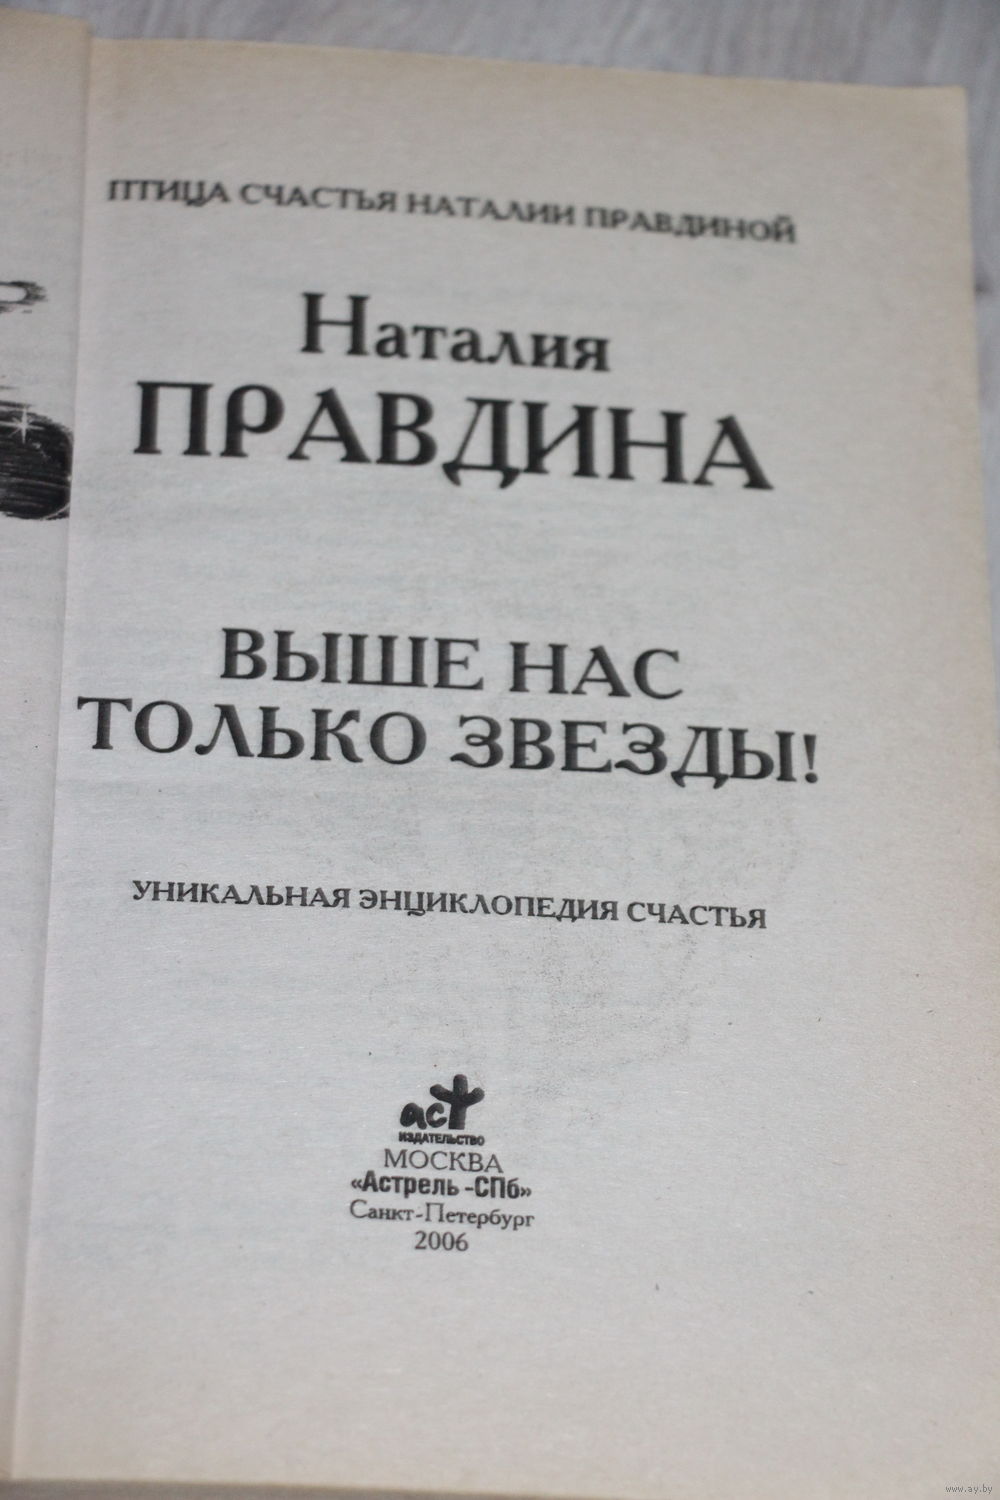 ПТИЦА СЧАСТЬЯ НАТАЛИИ ПРАВДИНОЙ
Наталия
ПРАВДИНА
ВЫШЕ НАС
ТОЛЬКО ЗВЕЗДЫ!
УНИКАЛЬНАЯ ЭНЦИКЛОПЕДИЯ СЧАСТЬЯ
аст
ИЗДАТЕЛЬСТВО
МОСКВА
«Астрель-СПб»
Санкт-Петербург
2006
www.ay.by